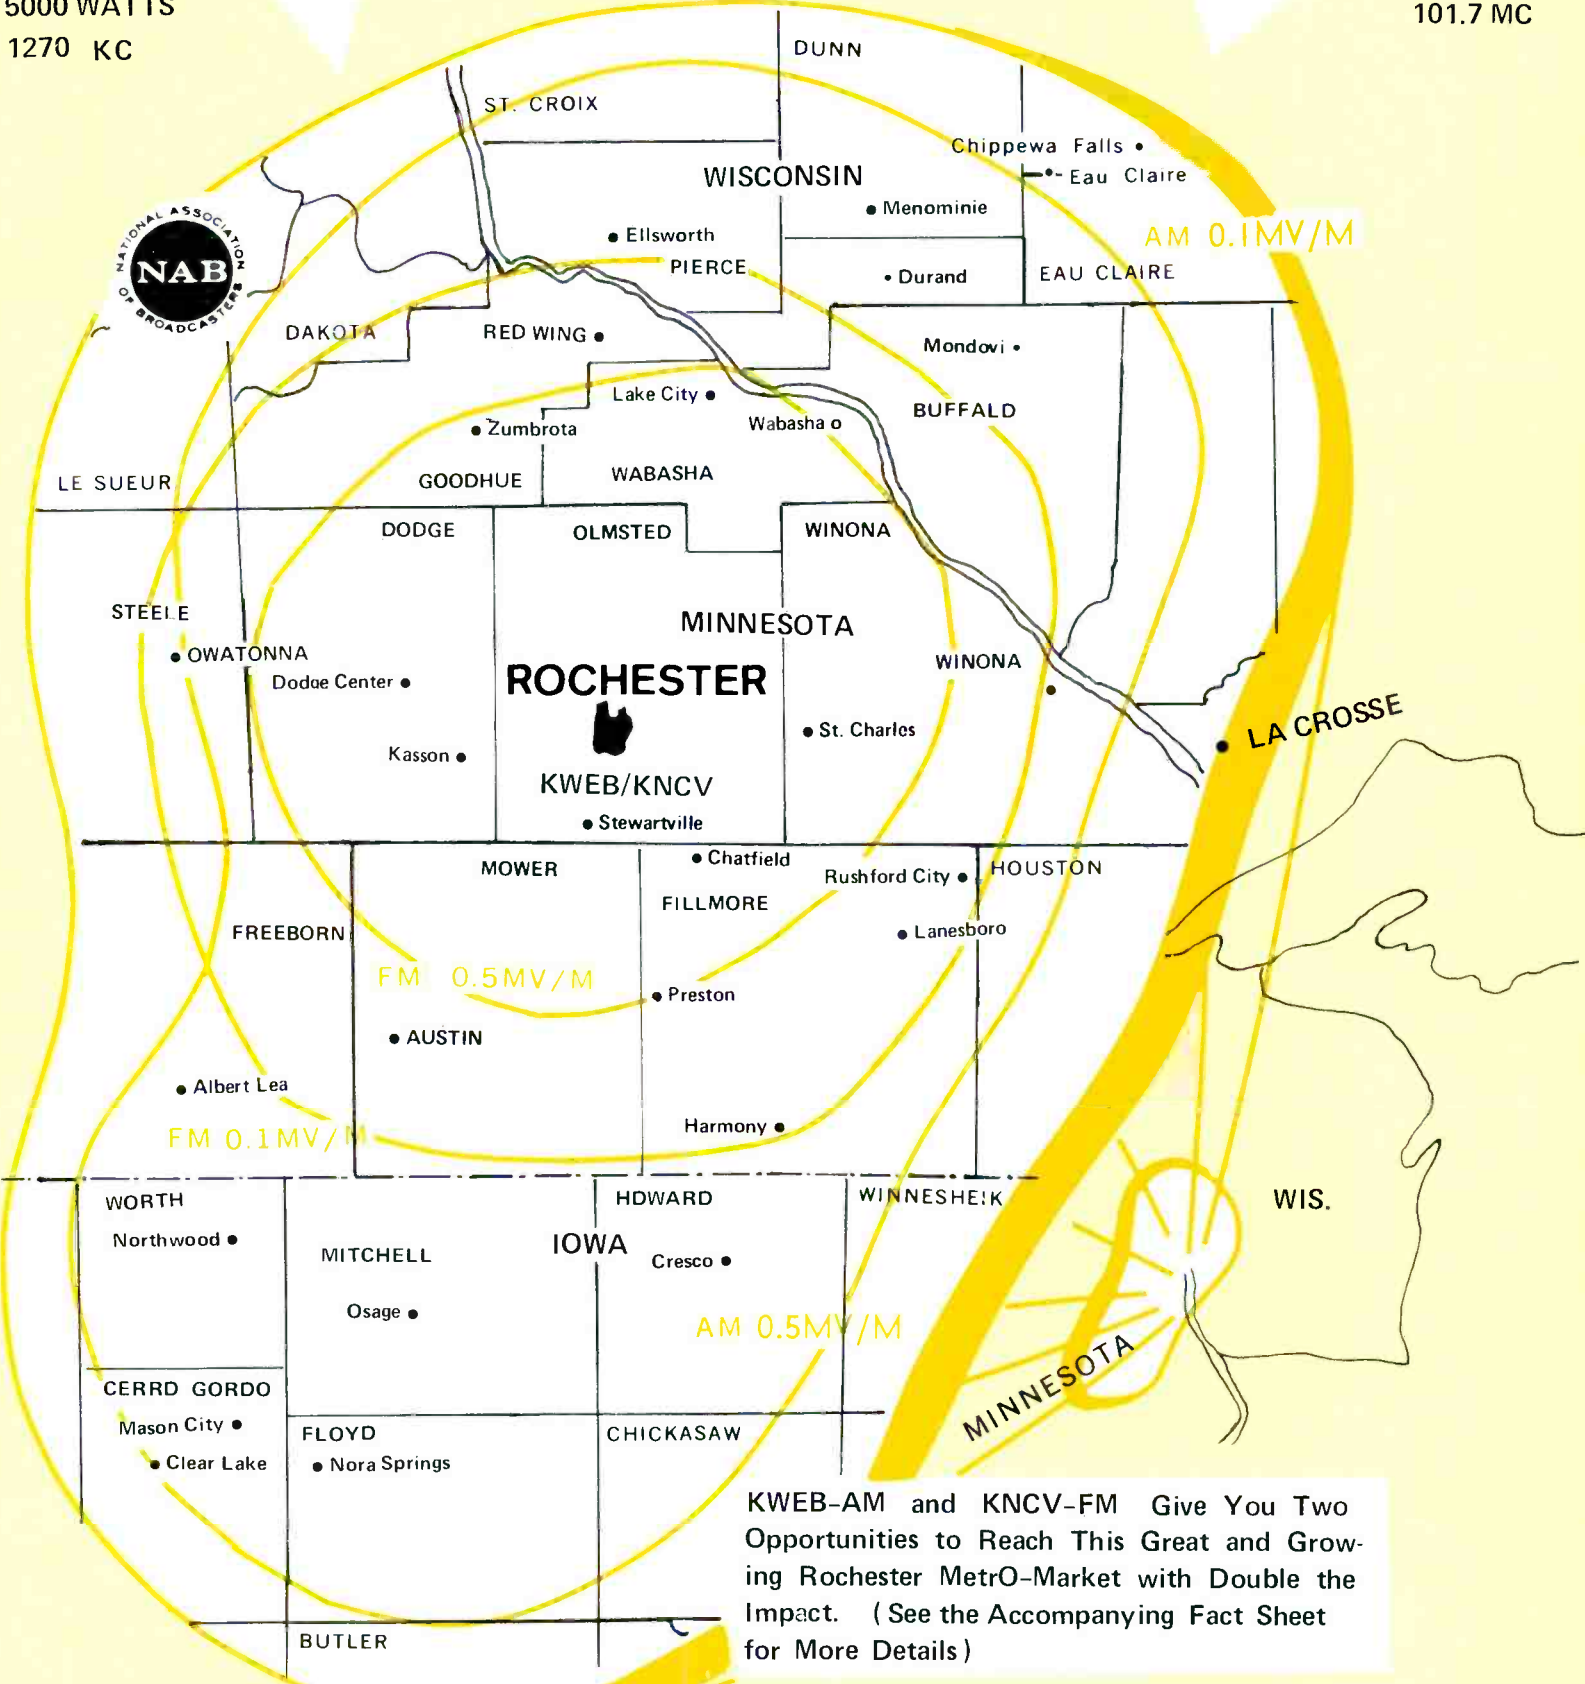 5000 WATTS
1270 KC
101.7 MC
DUNN
ST. CROIX
Chippewa Falls
Eau Claire
WISCONSIN
Menominie
AM 0.1MV/M
Ellsworth
PIERCE
Durand
EAU CLAIRE
NATIONAL ASSOCIATION
NAB
OF BROADCASTERS
DAKOTA
RED WING
Mondovi
Lake City
BUFFALD
Wabasha
Zumbrota
LE SUEUR
GOODHUE
WABASHA
DODGE
OLMSTED
WINONA
STEELE
MINNESOTA
OWATONNA
WINONA
Dodge Center
ROCHESTER
LA CROSSE
St. Charles
Kasson
KWEB/KNCV
Stewartville
MOWER
Chatfield
Rushford City
HOUSTON
FILLMORE
FREEBORN
Lanesboro
FM 0.5MV/M
Preston
AUSTIN
Albert Lea
FM 0.1MV/M
Harmony
WORTH
HDWARD
WINNESHEIK
WIS.
Northwood
MITCHELL
IOWA
Cresco
Osage
AM 0.5MV/M
MINNESOTA
CERRD GORDO
Mason City
FLOYD
CHICKASAW
Clear Lake
Nora Springs
KWEB-AM and KNCV-FM Give You Two
Opportunities to Reach This Great and Grow-
ing Rochester MetrO-Market with Double the
Impact. (See the Accompanying Fact Sheet
for More Details)
BUTLER